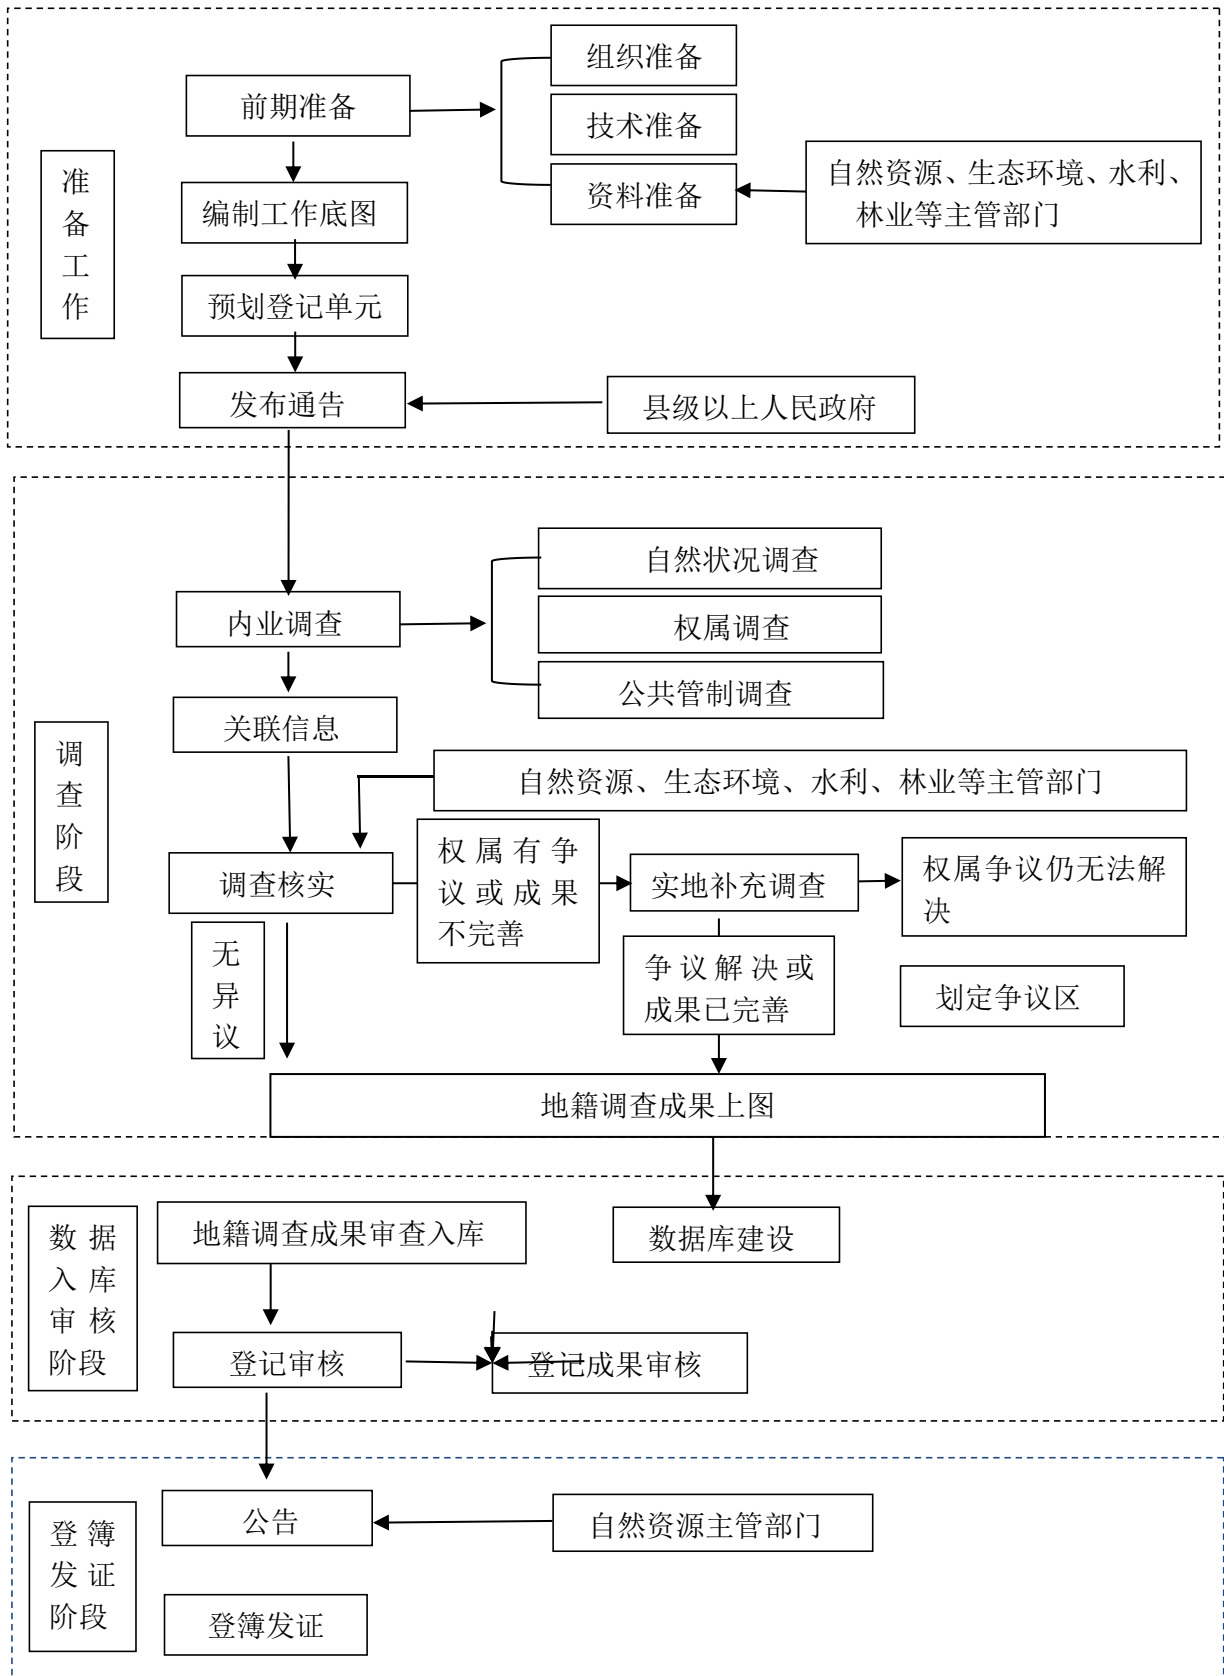 准
备
工
作
前期准备
组织准备
技术准备
资料准备
自然资源、生态环境、水利、
林业等主管部门
编制工作底图
预划登记单元
发布通告
县级以上人民政府
调
查
阶
段
内业调查
自然状况调查
权属调查
公共管制调查
关联信息
自然资源、生态环境、水利、林业等主管部门
调查核实
权属有争
议或成果
不完善
实地补充调查
权属争议仍无法解
决
无
异
议
争议解决或
成果已完善
划定争议区
地籍调查成果上图
数据
入库
审核
阶段
地籍调查成果审查入库
数据库建设
登记审核
登记成果审核
登簿
发证
阶段
公告
自然资源主管部门
登簿发证